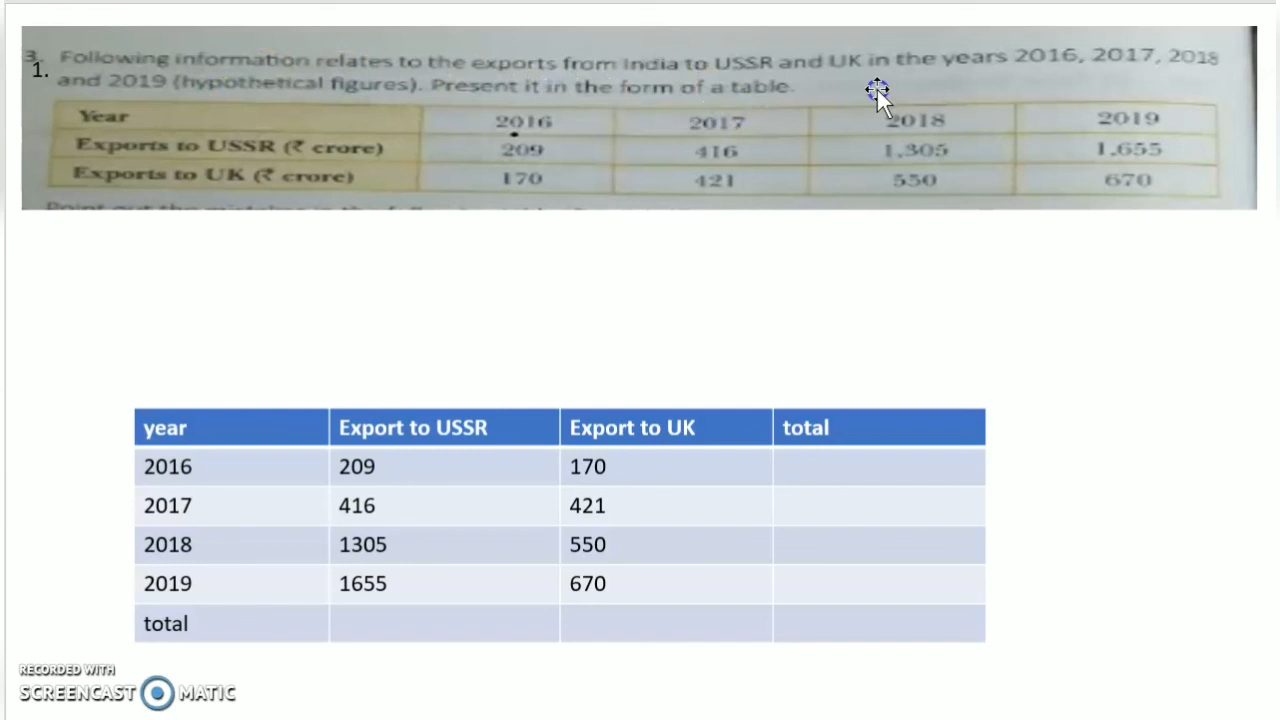 3. Following information relates to the exports from India to USSR and UK in the years 2016, 2017, 2018
1.
and 2019 (hypothetical figures). Present it in the form of a table.
Year 2016 2017 2018 2019
Exports to USSR (₹ crore) 209 416 1,305 1,655
Exports to UK (₹ crore) 170 421 550 670
year Export to USSR Export to UK total
2016 209 170
2017 416 421
2018 1305 550
2019 1655 670
total
RECORDED WITH
SCREENCAST MATIC